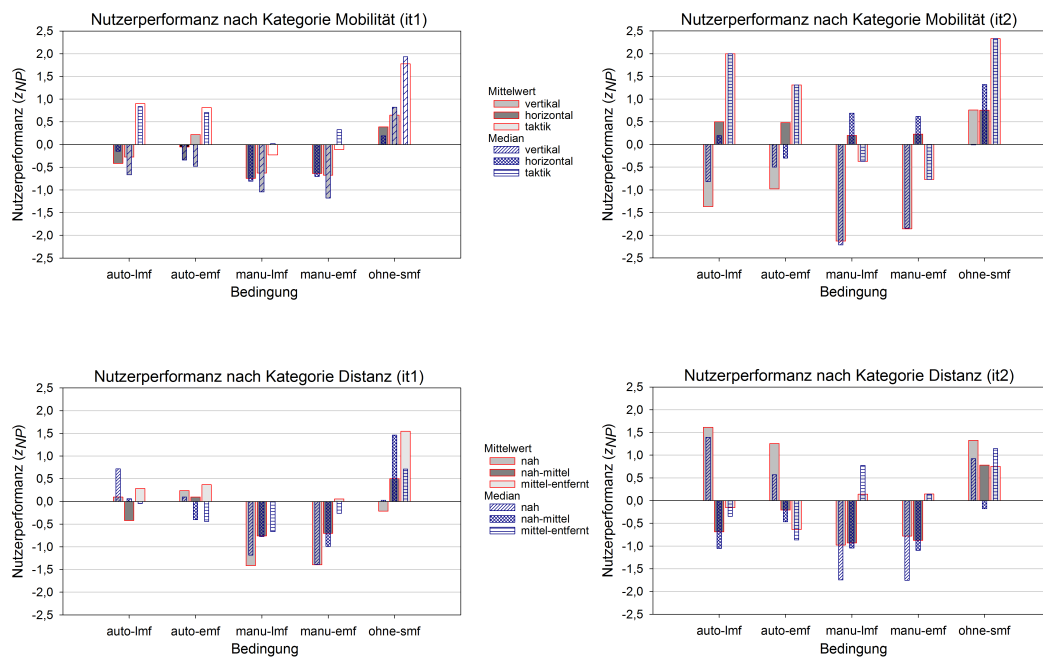 Nutzerperformanz nach Kategorie Mobilität (it1)
Nutzerperformanz (zNP)
2,5
2,0
1,5
1,0
0,5
0,0
-0,5
-1,0
-1,5
-2,0
-2,5
auto-lmf auto-emf manu-lmf manu-emf ohne-smf
Bedingung
Mittelwert
vertikal
horizontal
taktik
Median
vertikal
horizontal
taktik
Nutzerperformanz nach Kategorie Mobilität (it2)
Nutzerperformanz (zNP)
2,5
2,0
1,5
1,0
0,5
0,0
-0,5
-1,0
-1,5
-2,0
-2,5
auto-lmf auto-emf manu-lmf manu-emf ohne-smf
Bedingung
Nutzerperformanz nach Kategorie Distanz (it1)
Nutzerperformanz (zNP)
2,5
2,0
1,5
1,0
0,5
0,0
-0,5
-1,0
-1,5
-2,0
-2,5
auto-lmf auto-emf manu-lmf manu-emf ohne-smf
Bedingung
Mittelwert
nah
nah-mittel
mittel-entfernt
Median
nah
nah-mittel
mittel-entfernt
Nutzerperformanz nach Kategorie Distanz (it2)
Nutzerperformanz (zNP)
2,5
2,0
1,5
1,0
0,5
0,0
-0,5
-1,0
-1,5
-2,0
-2,5
auto-lmf auto-emf manu-lmf manu-emf ohne-smf
Bedingung